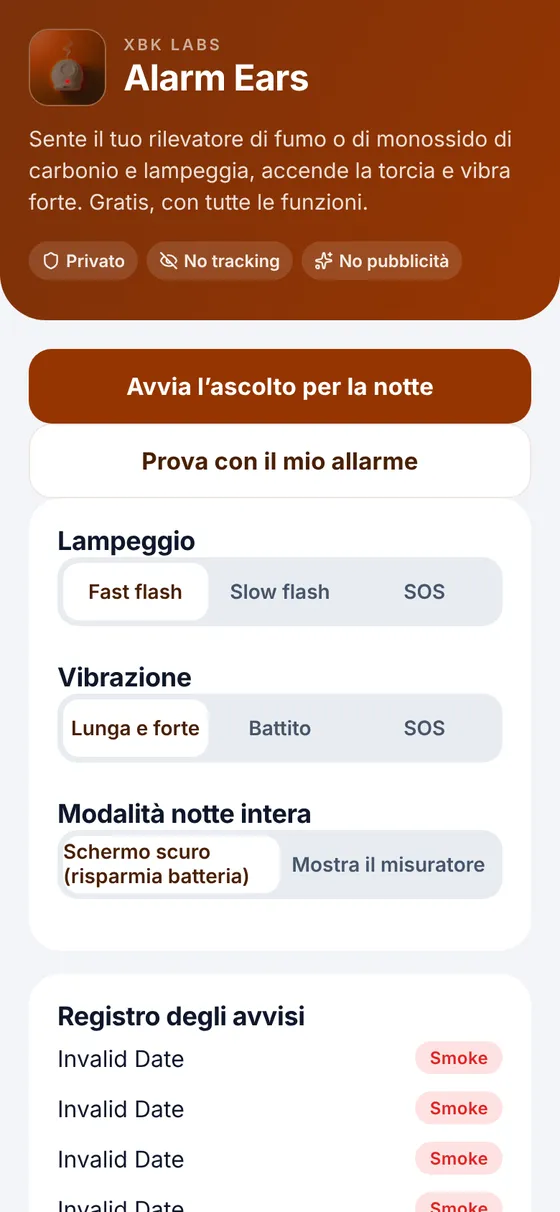 XBK LABS
Alarm Ears
Sente il tuo rilevatore di fumo o di monossido di
carbonio e lampeggia, accende la torcia e vibra
forte. Gratis, con tutte le funzioni.
Privato
No tracking
No pubblicità
Avvia l’ascolto per la notte
Prova con il mio allarme
Lampeggio
Fast flash
Slow flash
SOS
Vibrazione
Lunga e forte
Battito
SOS
Modalità notte intera
Schermo scuro
(risparmia batteria)
Mostra il misuratore
Registro degli avvisi
Invalid Date
Smoke
Invalid Date
Smoke
Invalid Date
Smoke
Invalid Date
Smoke